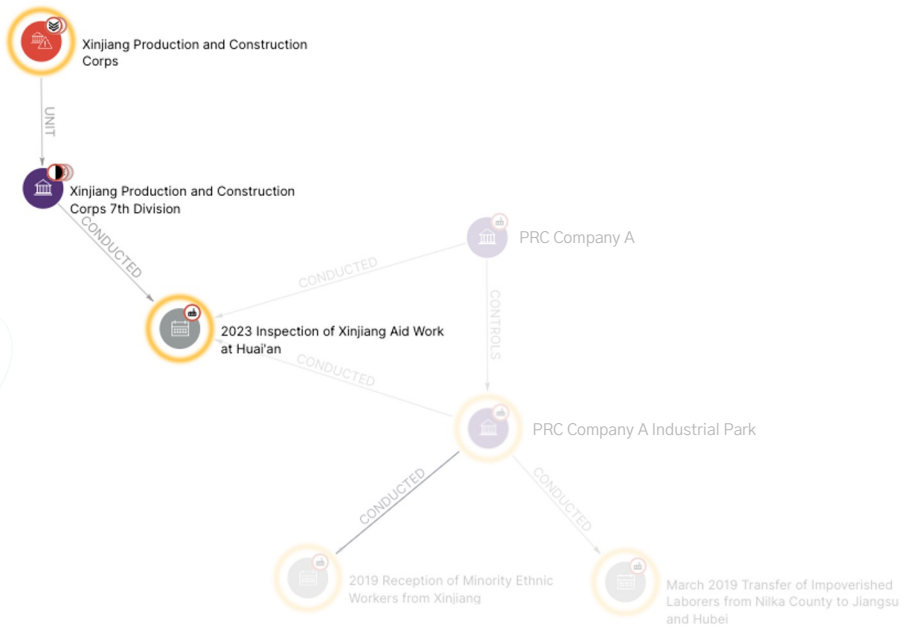 Xinjiang Production and Construction
Corps
UNIT
Xinjiang Production and Construction
Corps 7th Division
CONDUCTED
PRC Company A
CONDUCTED
2023 Inspection of Xinjiang Aid Work
at Huai'an
CONTROLS
CONDUCTED
PRC Company A Industrial Park
CONDUCTED
CONDUCTED
2019 Reception of Minority Ethnic
Workers from Xinjiang
March 2019 Transfer of Impoverished
Laborers from Nilka County to Jiangsu
and Hubei